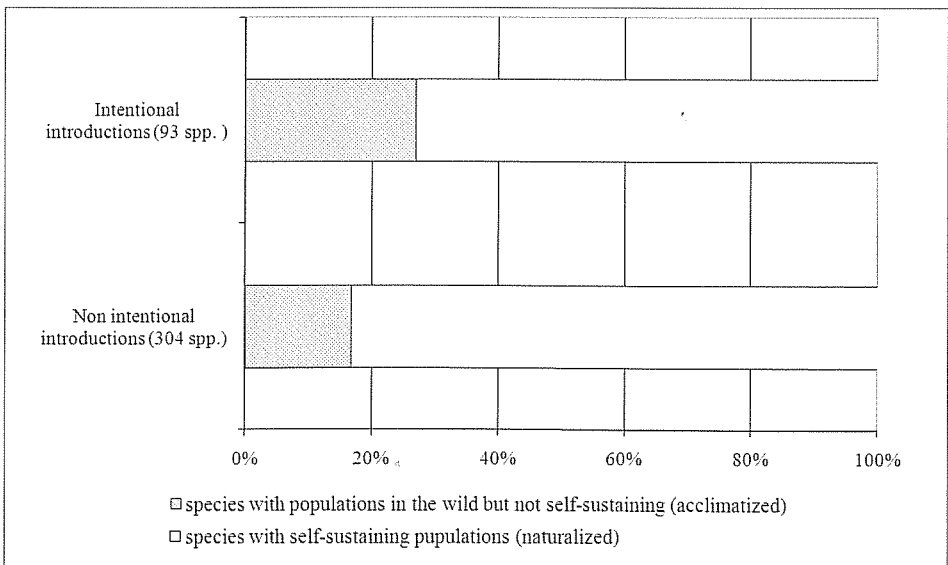 Intentional
introductions (93 spp. )
Non intentional
introductions (304 spp.)
0%
20%
40%
60%
80%
100%
species with populations in the wild but not self-sustaining (acclimatized)
species with self-sustaining pupulations (naturalized)